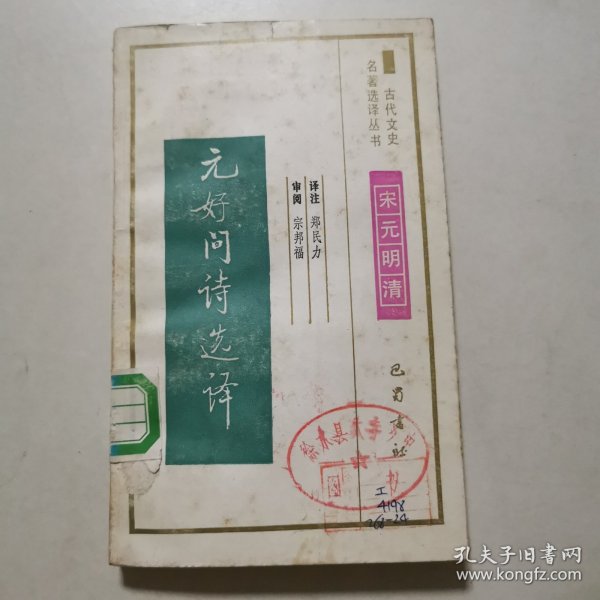 古代文史
名著选译丛书
宋元明清
译注 郑民力
审阅 宗邦福
元好问诗选译
巴蜀书社
I
4198
孔夫子旧书网
www.kongfz.com